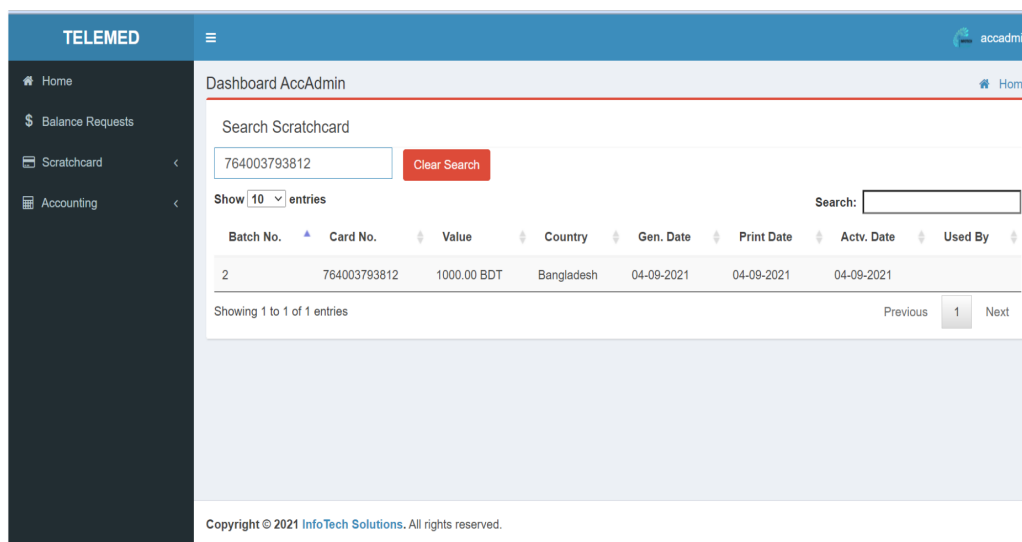 TELEMED
accadmi
Home
Balance Requests
Scratchcard
Accounting
Dashboard AccAdmin
Hom
Search Scratchcard
764003793812 Clear Search
Show 10 entries
Search:
Batch No. Card No. Value Country Gen. Date Print Date Actv. Date Used By
2 764003793812 1000.00 BDT Bangladesh 04-09-2021 04-09-2021 04-09-2021
Showing 1 to 1 of 1 entries
Previous 1 Next
Copyright © 2021 InfoTech Solutions. All rights reserved.